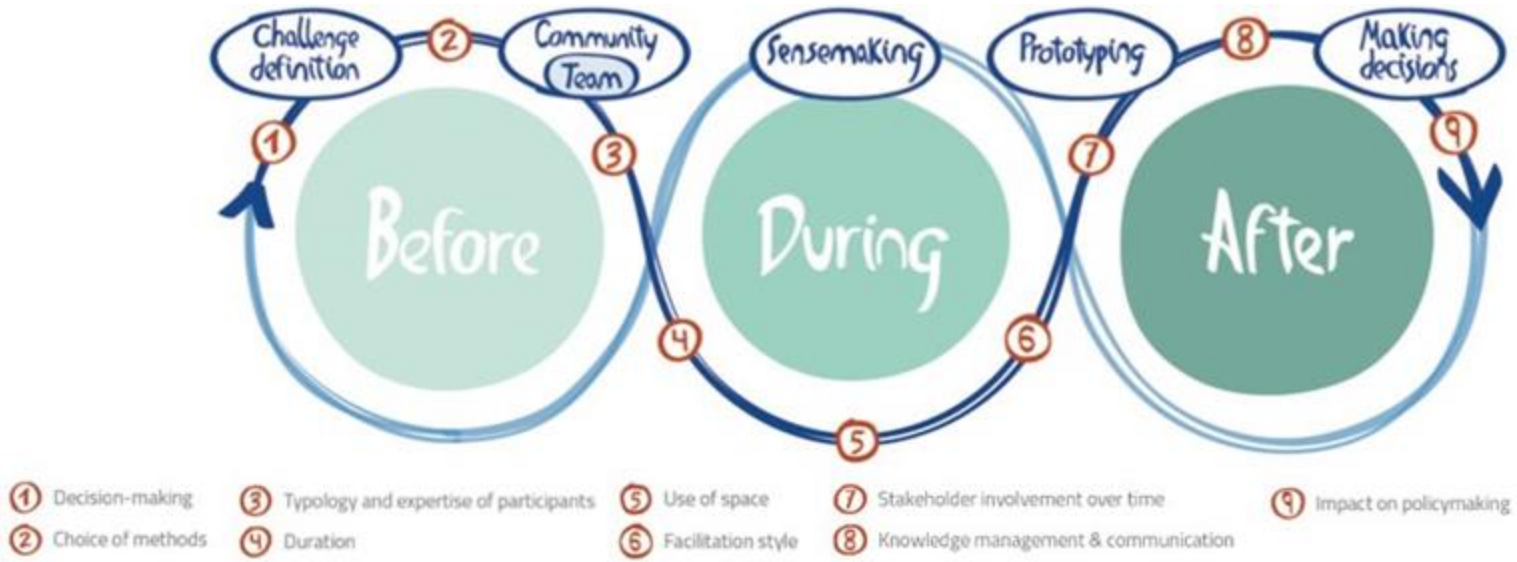 Challenge
definition
2
Community
Team
Sensemaking
Prototyping
8
Making
decisions
1
3
7
9
Before
During
After
4
6
5
1 Decision-making
2 Choice of methods
3 Typology and expertise of participants
4 Duration
5 Use of space
6 Facilitation style
7 Stakeholder involvement over time
8 Knowledge management & communication
9 Impact on policymaking